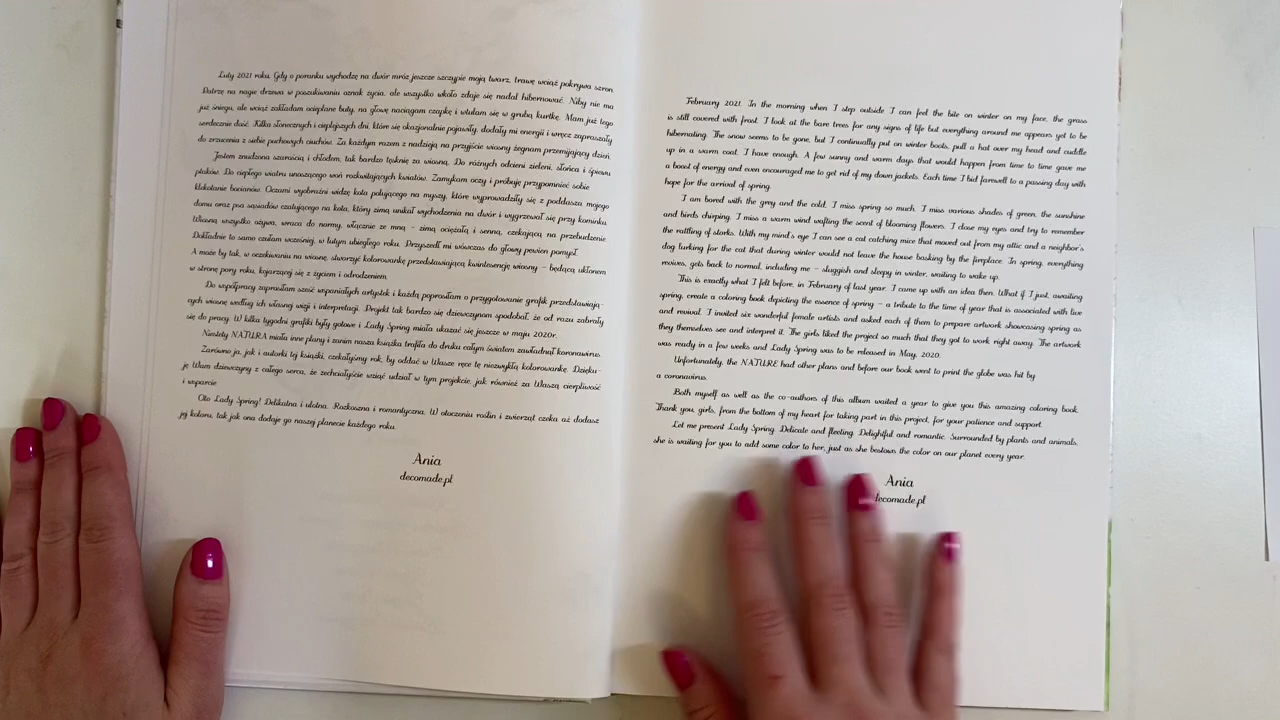 Luty 2021 roku. Gdy o poranku wychodzę na dwór mróz jeszcze szczypie moją twarz, trawę wciąż pokrywa szron.
Patrzę na nagie drzewa w poszukiwaniu oznak życia, ale wszystko wkoło zdaje się nadal hibernować. Niby nie ma
już śniegu, ale wciąż zakładam ocieplane buty, na głowę naciągam czapkę i wtulam się w grubą kurtkę. Mam już tego
serdecznie dość. Kilka słonecznych i cieplejszych dni, które się okazjonalnie pojawiły, dodały mi energii i wręcz zapraszały
do zrzucenia z siebie puchowych ciuchów. Za każdym razem z nadzieją na przyjście wiosny żegnam przemijający dzień.
Jestem znudzona szarością i chłodem, tak bardzo tęsknię za wiosną. Do różnych odcieni zieleni, słońca i śpiewu
ptaków. Do ciepłego wiatru unoszącego woń rozkwitających kwiatów. Zamykam oczy i próbuję przypomnieć sobie
klekotanie bocianów. Oczami wyobraźni widzę kota polującego na myszy, które wyprowadziły się z poddasza mojego
domu oraz psa sąsiadów czatującego na kota, który zimą unikał wychodzenia na dwór i wygrzewał się przy kominku.
Wiosną wszystko ożywa, wraca do normy, włącznie ze mną – zimą ociężałą i senną, czekającą na przebudzenie.
Dokładnie to samo czułam wcześniej, w lutym ubiegłego roku. Przyszedł mi wówczas do głowy pewien pomysł.
A może by tak, w oczekiwaniu na wiosnę, stworzyć kolorowankę przedstawiającą kwintesencję wiosny – będącą ukłonem
w stronę pory roku, kojarzącej się z życiem i odrodzeniem.
Do współpracy zaprosiłam sześć wspaniałych artystek i każdą poprosiłam o przygotowanie grafik przedstawiają-
cych wiosnę według ich własnej wizji i interpretacji. Projekt tak bardzo się dziewczynom spodobał, że od razu zabrały
się do pracy. W kilka tygodni grafiki były gotowe i Lady Spring miała ukazać się jeszcze w maju 2020r.
Niestety NATURA miała inne plany i zanim nasza książka trafiła do druku całym światem zawładnął koronawirus.
Zarówno ja, jak i autorki tej książki, czekałyśmy rok, by oddać w Wasze ręce tę niezwykłą kolorowankę. Dzięku-
ję Wam dziewczyny z całego serca, że zechciałyście wziąć udział w tym projekcie, jak również za Waszą cierpliwość
i wsparcie.
Oto Lady Spring! Delikatna i ulotna. Rozkoszna i romantyczna. W otoczeniu roślin i zwierząt czeka aż dodasz
jej koloru, tak jak ona dodaje go naszej planecie każdego roku.
Ania
decomade.pl
February 2021. In the morning when I step outside I can feel the bite on winter on my face, the grass
is still covered with frost. I look at the bare trees for any signs of life but everything around me appears yet to be
hibernating. The snow seems to be gone, but I continually put on winter boots, pull a hat over my head and cuddle
up in a warm coat. I have enough. A few sunny and warm days that would happen from time to time gave me
a boost of energy and even encouraged me to get rid of my down jackets. Each time I bid farewell to a passing day with
hope for the arrival of spring.
I am bored with the grey and the cold. I miss spring so much. I miss various shades of green, the sunshine
and birds chirping. I miss a warm wind wafting the scent of blooming flowers. I close my eyes and try to remember
the rattling of storks. With my mind's eye I can see a cat catching mice that moved out from my attic and a neighbor's
dog lurking for the cat that during winter would not leave the house basking by the fireplace. In spring, everything
revives, gets back to normal, including me – sluggish and sleepy in winter, waiting to wake up.
This is exactly what I felt before, in February of last year. I came up with an idea then. What if I just, awaiting
spring, create a coloring book depicting the essence of spring – a tribute to the time of year that is associated with live
and revival. I invited six wonderful female artists and asked each of them to prepare artwork showcasing spring as
they themselves see and interpret it. The girls liked the project so much that they got to work right away. The artwork
was ready in a few weeks and Lady Spring was to be released in May, 2020.
Unfortunately, the NATURE had other plans and before our book went to print the globe was hit by
a coronavirus.
Both myself as well as the co-authors of this album waited a year to give you this amazing coloring book.
Thank you, girls, from the bottom of my heart for taking part in this project, for your patience and support.
Let me present Lady Spring. Delicate and fleeting. Delightful and romantic. Surrounded by plants and animals,
she is waiting for you to add some color to her, just as she bestows the color on our planet every year.
Ania
decomade.pl